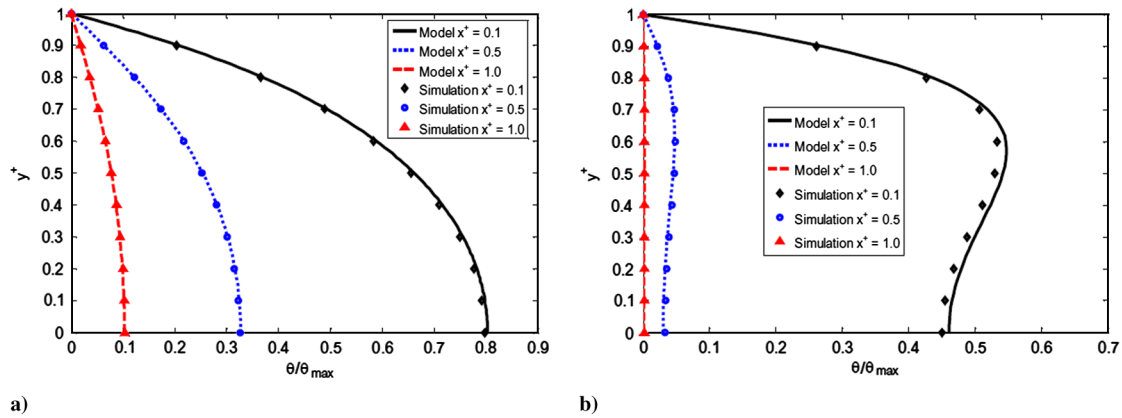 1
0.9
0.8
0.7
0.6
0.5
0.4
0.3
0.2
0.1
0
y+
0 0.1 0.2 0.3 0.4 0.5 0.6 0.7 0.8 0.9
θ/θmax
Model x+ = 0.1
Model x+ = 0.5
Model x+ = 1.0
Simulation x+ = 0.1
Simulation x+ = 0.5
Simulation x+ = 1.0
a)
1
0.9
0.8
0.7
0.6
0.5
0.4
0.3
0.2
0.1
0
y+
0 0.1 0.2 0.3 0.4 0.5 0.6 0.7
θ/θmax
Model x+ = 0.1
Model x+ = 0.5
Model x+ = 1.0
Simulation x+ = 0.1
Simulation x+ = 0.5
Simulation x+ = 1.0
b)